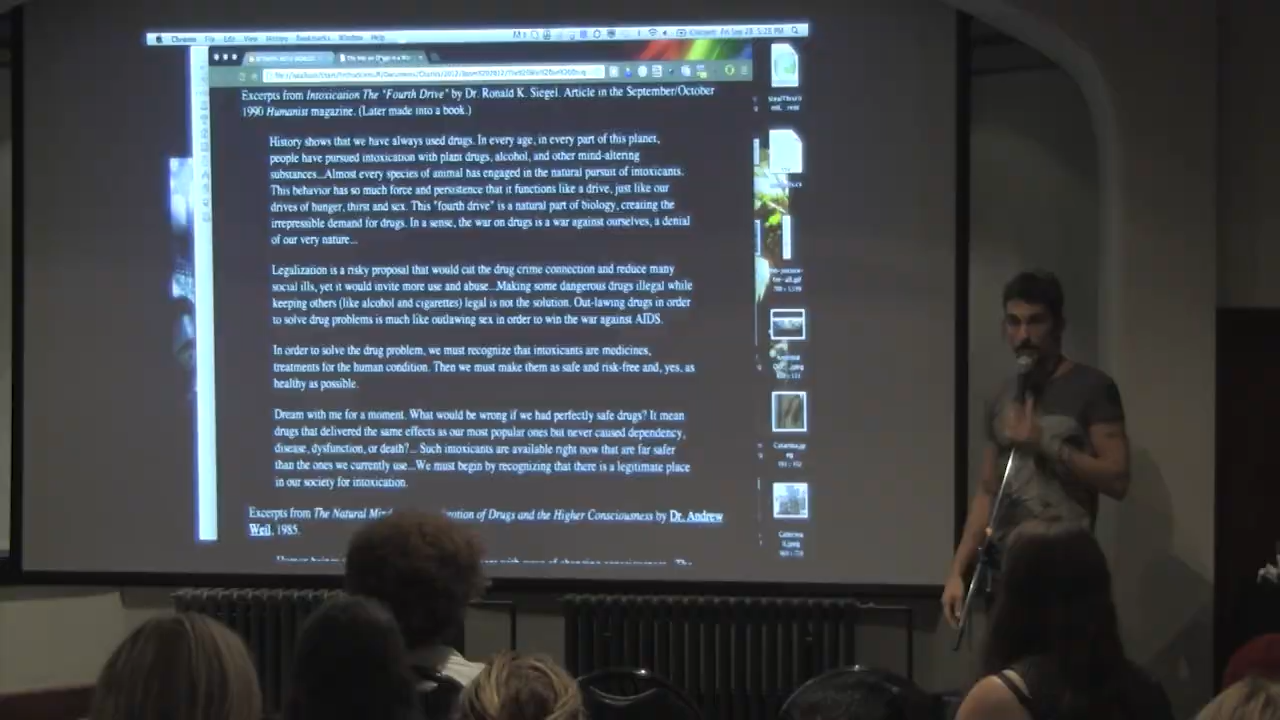 Chrome File Edit View History Bookmarks Window Help
Fri Sep 28 5:28 PM
Excerpts from Intoxication The "Fourth Drive" by Dr. Ronald K. Siegel. Article in the September/October
1990 Humanist magazine. (Later made into a book.)
History shows that we have always used drugs. In every age, in every part of this planet,
people have pursued intoxication with plant drugs, alcohol, and other mind-altering
substances...Almost every species of animal has engaged in the natural pursuit of intoxicants.
This behavior has so much force and persistence that it functions like a drive, just like our
drives of hunger, thirst and sex. This "fourth drive" is a natural part of biology, creating the
irrepressible demand for drugs. In a sense, the war on drugs is a war against ourselves, a denial
of our very nature...
Legalization is a risky proposal that would cut the drug crime connection and reduce many
social ills, yet it would invite more use and abuse...Making some dangerous drugs illegal while
keeping others (like alcohol and cigarettes) legal is not the solution. Out-lawing drugs in order
to solve drug problems is much like outlawing sex in order to win the war against AIDS.
In order to solve the drug problem, we must recognize that intoxicants are medicines,
treatments for the human condition. Then we must make them as safe and risk-free and, yes, as
healthy as possible.
Dream with me for a moment. What would be wrong if we had perfectly safe drugs? It mean
drugs that delivered the same effects as our most popular ones but never caused dependency,
disease, dysfunction, or death?... Such intoxicants are available right now that are far safer
than the ones we currently use...We must begin by recognizing that there is a legitimate place
in our society for intoxication.
Excerpts from The Natural of Drugs and the Higher Consciousness by Dr. Andrew
Weil, 1985.